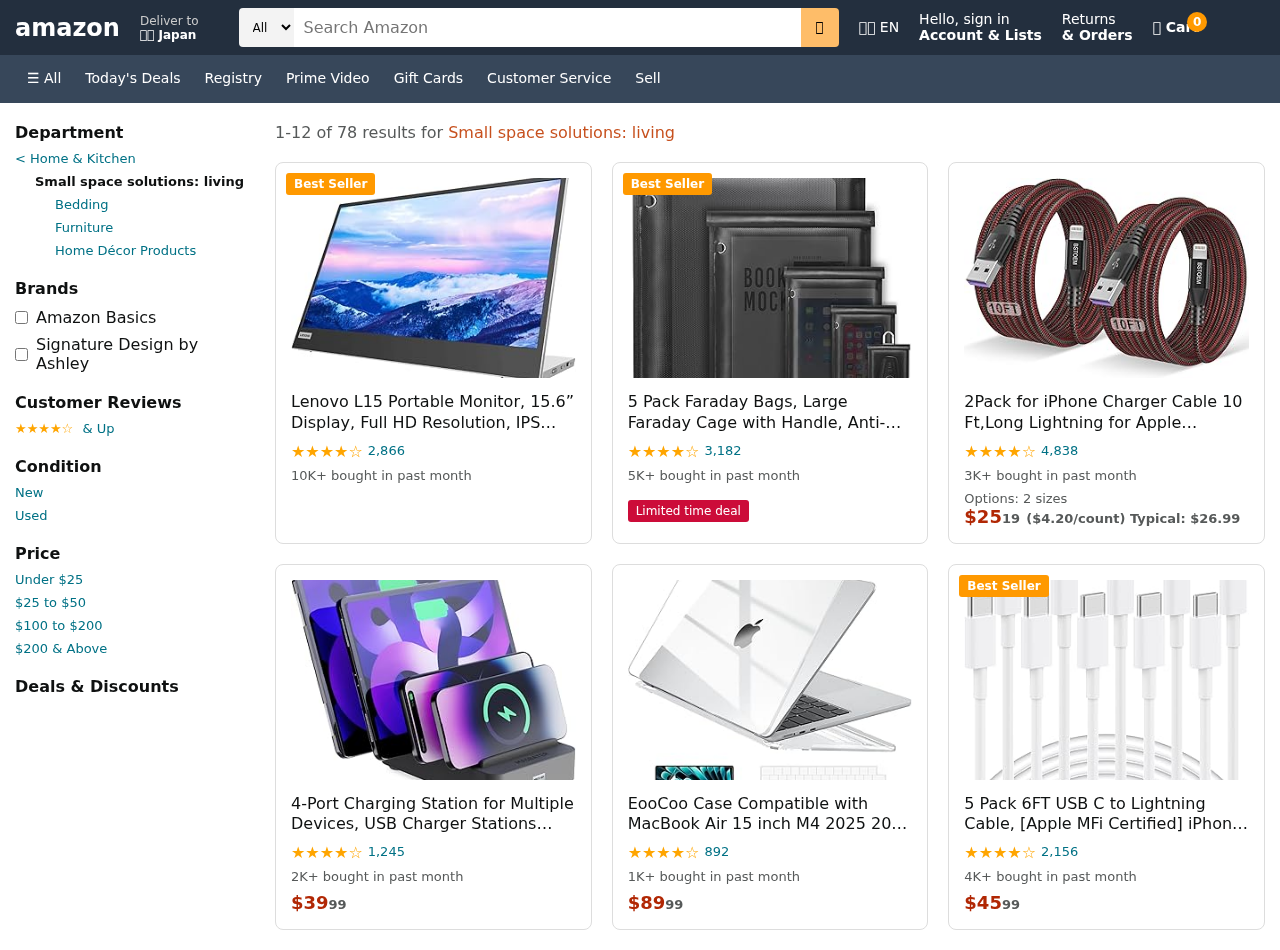 amazon
Deliver to
Japan
All
Search Amazon
EN
Hello, sign in
Account & Lists
Returns
& Orders
0
☰ All
Today's Deals
Registry
Prime Video
Gift Cards
Customer Service
Sell
Department
< Home & Kitchen
Small space solutions: living
Bedding
Furniture
Home Décor Products
Brands
Amazon Basics
Signature Design by
Ashley
Customer Reviews
★★★★☆ & Up
Condition
New
Used
Price
Under $25
$25 to $50
$100 to $200
$200 & Above
Deals & Discounts
1-12 of 78 results for Small space solutions: living
Best Seller
Lenovo L15 Portable Monitor, 15.6” 
Display, Full HD Resolution, IPS…
★★★★☆ 2,866
10K+ bought in past month
Best Seller
BOOK
MOC
5 Pack Faraday Bags, Large
Faraday Cage with Handle, Anti-…
★★★★☆ 3,182
5K+ bought in past month
Limited time deal
10FT
10FT
2Pack for iPhone Charger Cable 10
Ft,Long Lightning for Apple…
★★★★☆ 4,838
3K+ bought in past month
Options: 2 sizes
$25 19 ($4.20/count) Typical: $26.99
4-Port Charging Station for Multiple
Devices, USB Charger Stations…
★★★★☆ 1,245
2K+ bought in past month
$39 99
EooCoo Case Compatible with
MacBook Air 15 inch M4 2025 20…
★★★★☆ 892
1K+ bought in past month
$89 99
Best Seller
5 Pack 6FT USB C to Lightning
Cable, [Apple MFi Certified] iPhon…
★★★★☆ 2,156
4K+ bought in past month
$45 99